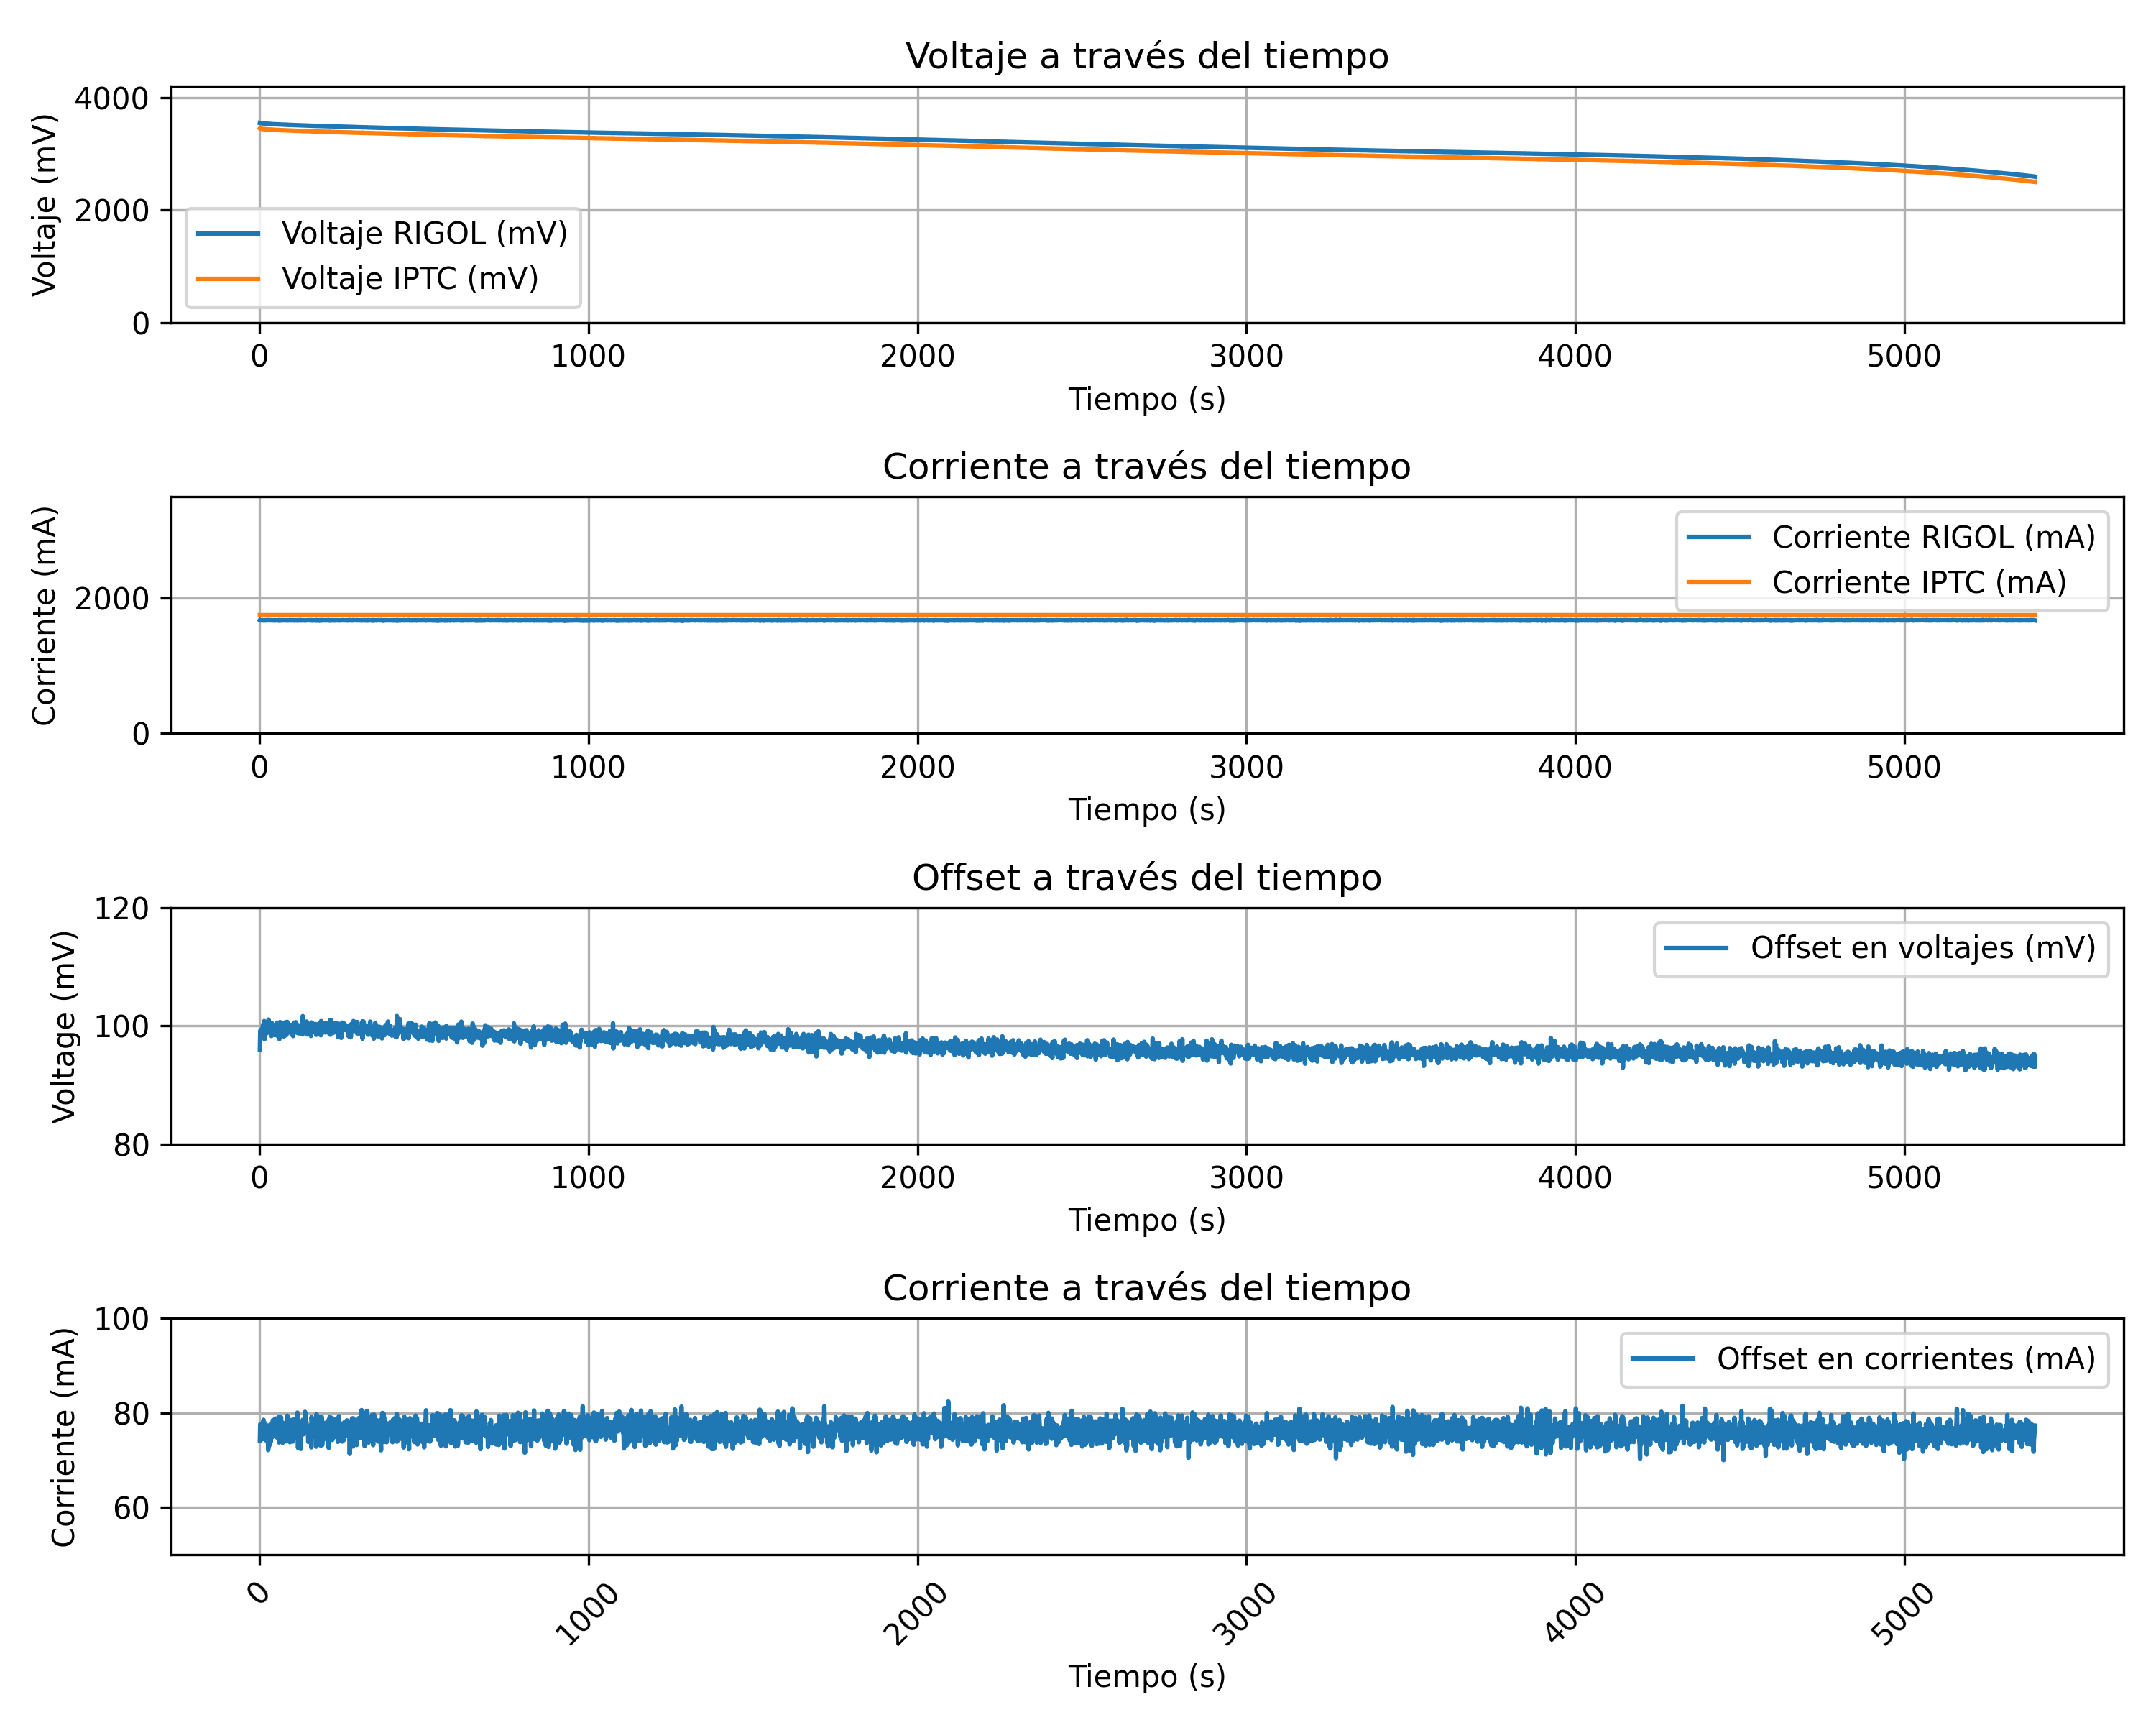 Voltaje a través del tiempo
Voltaje (mV)
4000
2000
0
Voltaje RIGOL (mV)
Voltaje IPTC (mV)
0 1000 2000 3000 4000 5000
Tiempo (s)
Corriente a través del tiempo
Corriente (mA)
2000
0
Corriente RIGOL (mA)
Corriente IPTC (mA)
0 1000 2000 3000 4000 5000
Tiempo (s)
Offset a través del tiempo
Voltage (mV)
120
100
80
Offset en voltajes (mV)
0 1000 2000 3000 4000 5000
Tiempo (s)
Corriente a través del tiempo
Corriente (mA)
100
80
60
Offset en corrientes (mA)
0 1000 2000 3000 4000 5000
Tiempo (s)